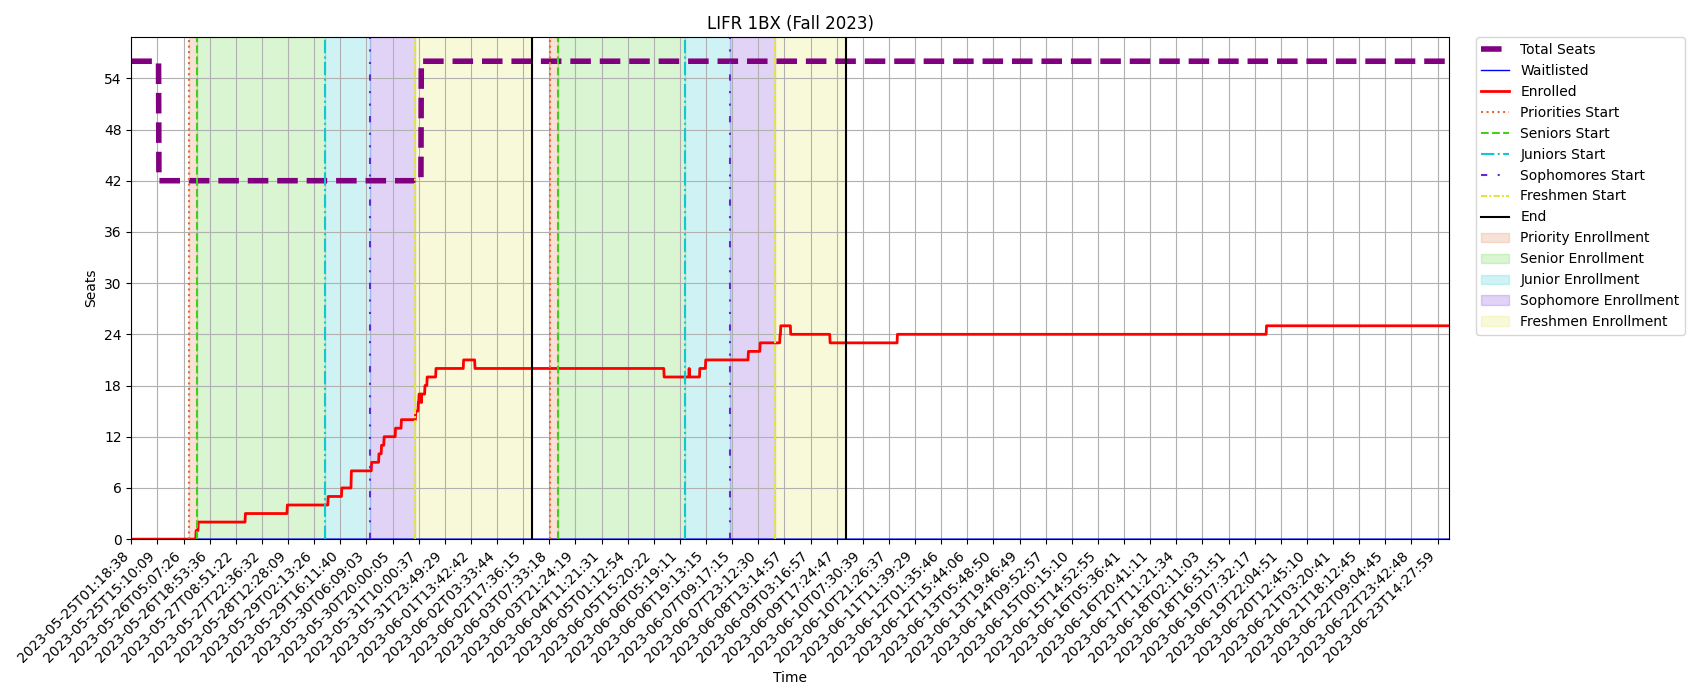 LIFR 1BX (Fall 2023)
Seats
54
48
42
36
30
24
18
12
6
0
2023-05-25T01:18:38
2023-05-25T15:10:09
2023-05-26T05:07:26
2023-05-26T18:53:36
2023-05-27T08:51:22
2023-05-27T22:36:32
2023-05-28T12:28:09
2023-05-29T02:13:26
2023-05-29T16:11:40
2023-05-30T06:09:03
2023-05-30T20:00:05
2023-05-31T10:00:37
2023-05-31T23:49:29
2023-06-01T13:42:42
2023-06-02T03:33:44
2023-06-02T17:36:15
2023-06-03T07:33:18
2023-06-03T21:24:19
2023-06-04T11:21:31
2023-06-05T01:12:54
2023-06-05T15:20:22
2023-06-06T05:19:11
2023-06-06T19:13:15
2023-06-07T09:17:15
2023-06-07T23:12:30
2023-06-08T13:14:57
2023-06-09T03:16:57
2023-06-09T17:24:47
2023-06-10T07:30:39
2023-06-10T21:26:37
2023-06-11T11:39:29
2023-06-12T01:35:46
2023-06-12T15:44:06
2023-06-13T05:48:50
2023-06-13T19:46:49
2023-06-14T09:52:57
2023-06-15T00:15:10
2023-06-15T14:52:55
2023-06-16T05:36:41
2023-06-16T20:41:11
2023-06-17T11:21:34
2023-06-18T02:11:03
2023-06-18T16:51:51
2023-06-19T07:32:17
2023-06-19T22:04:51
2023-06-20T12:45:10
2023-06-21T03:20:41
2023-06-21T18:12:45
2023-06-22T09:04:45
2023-06-22T23:42:48
2023-06-23T14:27:59
Time
Total Seats
Waitlisted
Enrolled
Priorities Start
Seniors Start
Juniors Start
Sophomores Start
Freshmen Start
End
Priority Enrollment
Senior Enrollment
Junior Enrollment
Sophomore Enrollment
Freshmen Enrollment